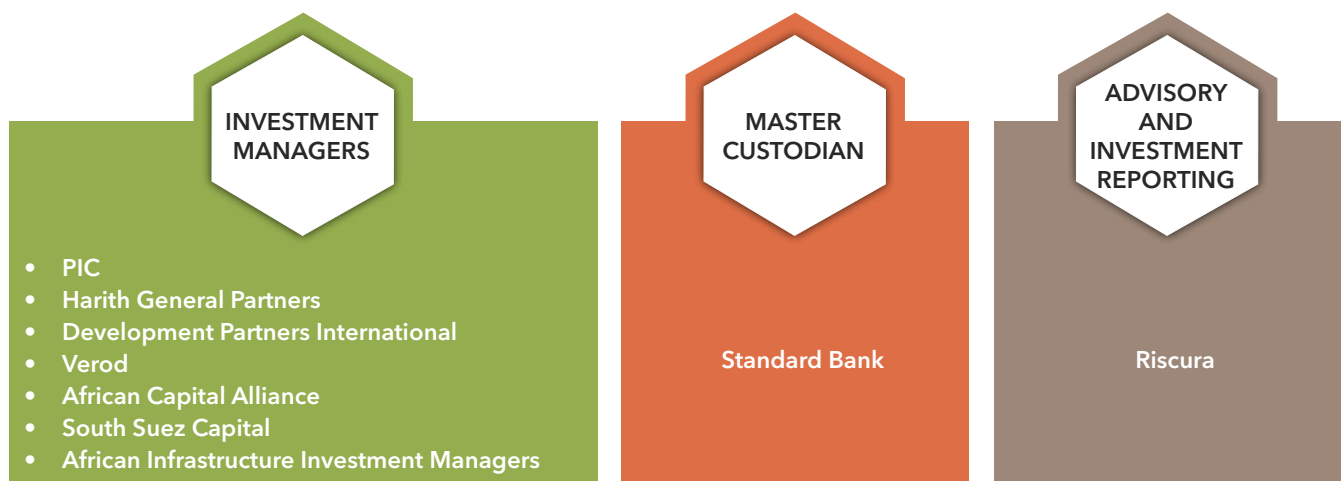 INVESTMENT
MANAGERS
• PIC
• Harith General Partners
• Development Partners International
• Verod
• African Capital Alliance
• South Suez Capital
• African Infrastructure Investment Managers
MASTER
CUSTODIAN
Standard Bank
ADVISORY
AND
INVESTMENT
REPORTING
Riscura